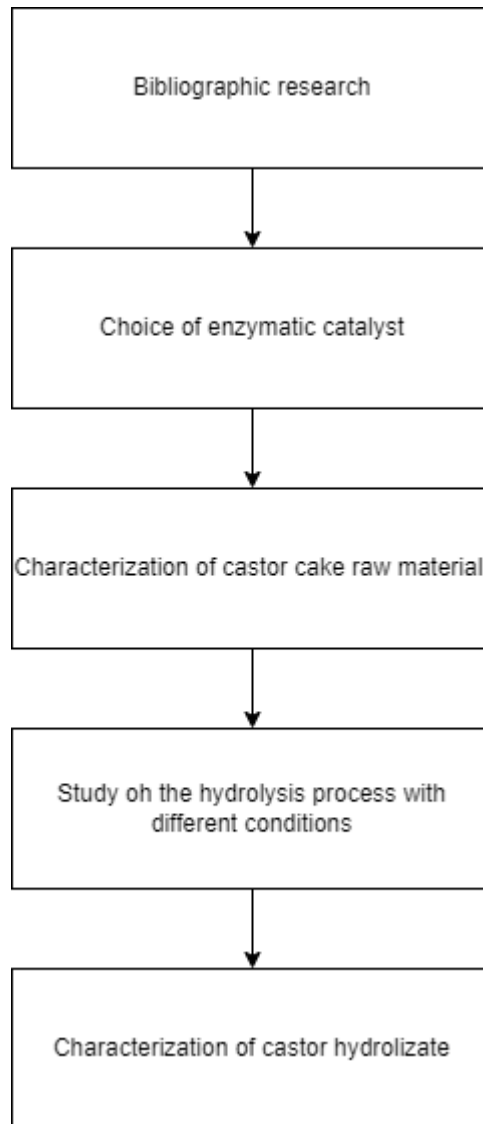 Bibliographic research
Choice of enzymatic catalyst
Characterization of castor cake raw material
Study oh the hydrolysis process with
different conditions
Characterization of castor hydrolizate